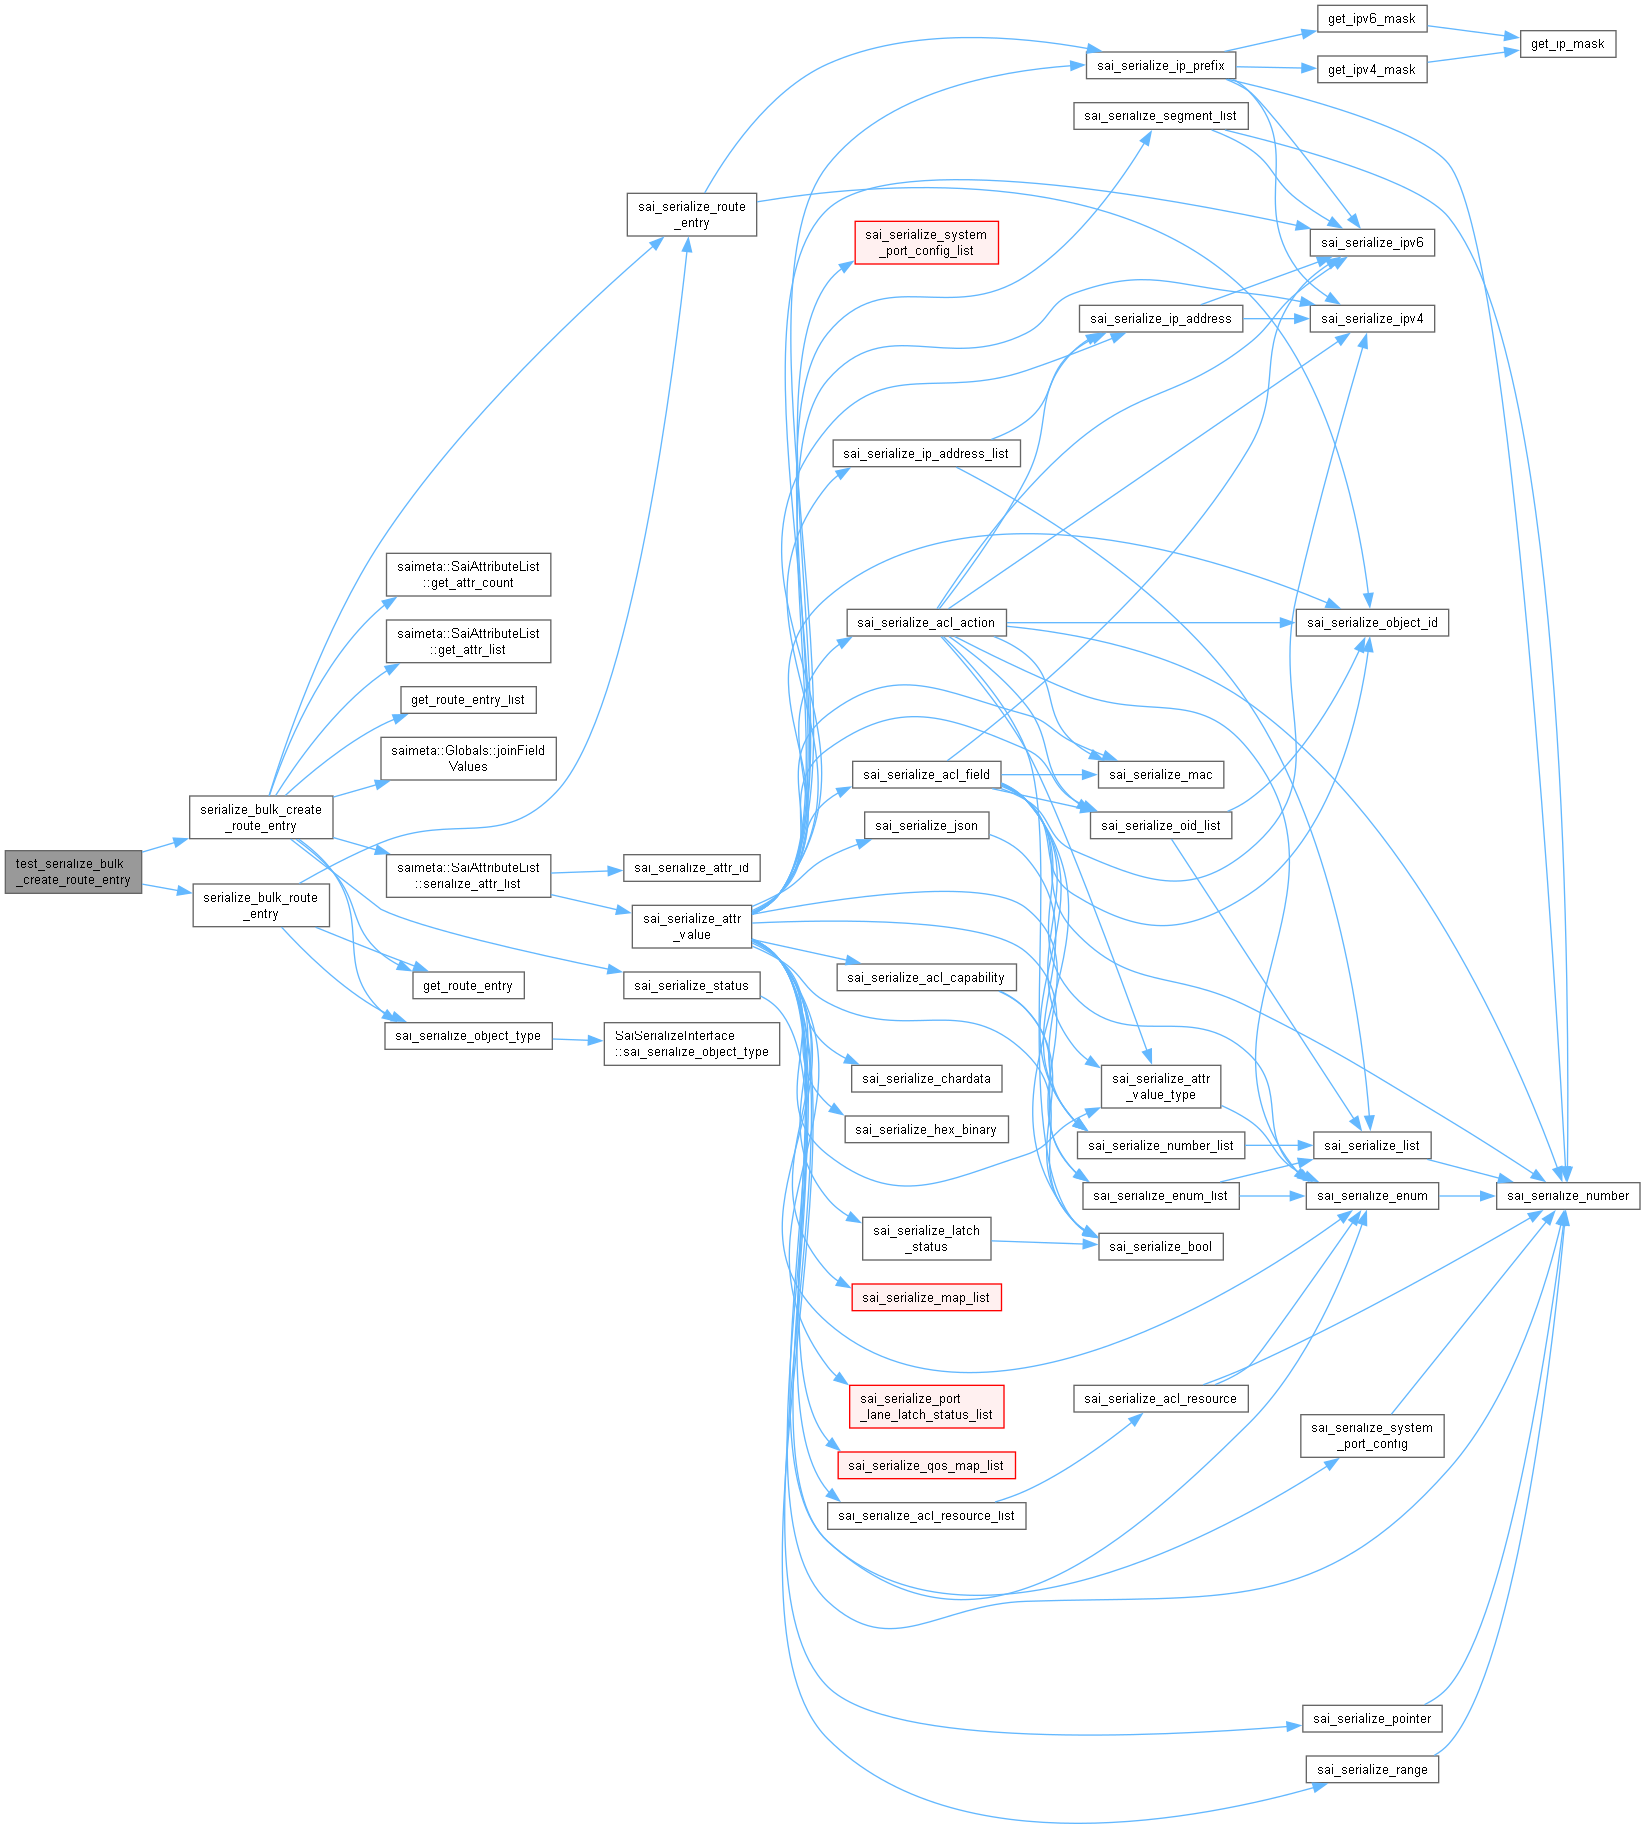 test_serialize_bulk
_create_route_entry
serialize_bulk_create
_route_entry
serialize_bulk_route
_entry
saimeta::SaiAttributeList
::get_attr_count
saimeta::SaiAttributeList
::get_attr_list
get_route_entry_list
saimeta::Globals::joinField
Values
saimeta::SaiAttributeList
::serialize_attr_list
get_route_entry
sai_serialize_object_type
sai_serialize_route
_entry
sai_serialize_attr_id
sai_serialize_attr
_value
sai_serialize_status
SaiSerializeInterface
::sai_serialize_object_type
sai_serialize_system
_port_config_list
sai_serialize_ip_address_list
sai_serialize_acl_action
sai_serialize_acl_field
sai_serialize_json
sai_serialize_acl_capability
sai_serialize_chardata
sai_serialize_hex_binary
sai_serialize_latch
_status
sai_serialize_map_list
sai_serialize_port
_lane_latch_status_list
sai_serialize_qos_map_list
sai_serialize_acl_resource_list
sai_serialize_ip_prefix
sai_serialize_segment_list
sai_serialize_ip_address
sai_serialize_mac
sai_serialize_oid_list
sai_serialize_attr
_value_type
sai_serialize_number_list
sai_serialize_enum_list
sai_serialize_bool
sai_serialize_acl_resource
get_ipv6_mask
get_ipv4_mask
sai_serialize_ipv6
sai_serialize_ipv4
sai_serialize_object_id
sai_serialize_list
sai_serialize_enum
sai_serialize_system
_port_config
sai_serialize_pointer
sai_serialize_range
get_ip_mask
sai_serialize_number